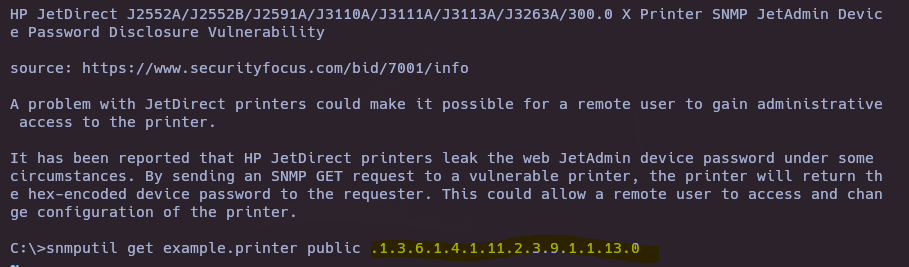 HP JetDirect J2552A/J2552B/J2591A/J3110A/J3111A/J3113A/J3263A/300.0 X Printer SNMP JetAdmin Devic
e Password Disclosure Vulnerability
source: https://www.securityfocus.com/bid/7001/info
A problem with JetDirect printers could make it possible for a remote user to gain administrative
 access to the printer.
It has been reported that HP JetDirect printers leak the web JetAdmin device password under some
circumstances. By sending an SNMP GET request to a vulnerable printer, the printer will return th
e hex-encoded device password to the requester. This could allow a remote user to access and chan
ge configuration of the printer.
C:\>snmputil get example.printer public .1.3.6.1.4.1.11.2.3.9.1.1.13.0